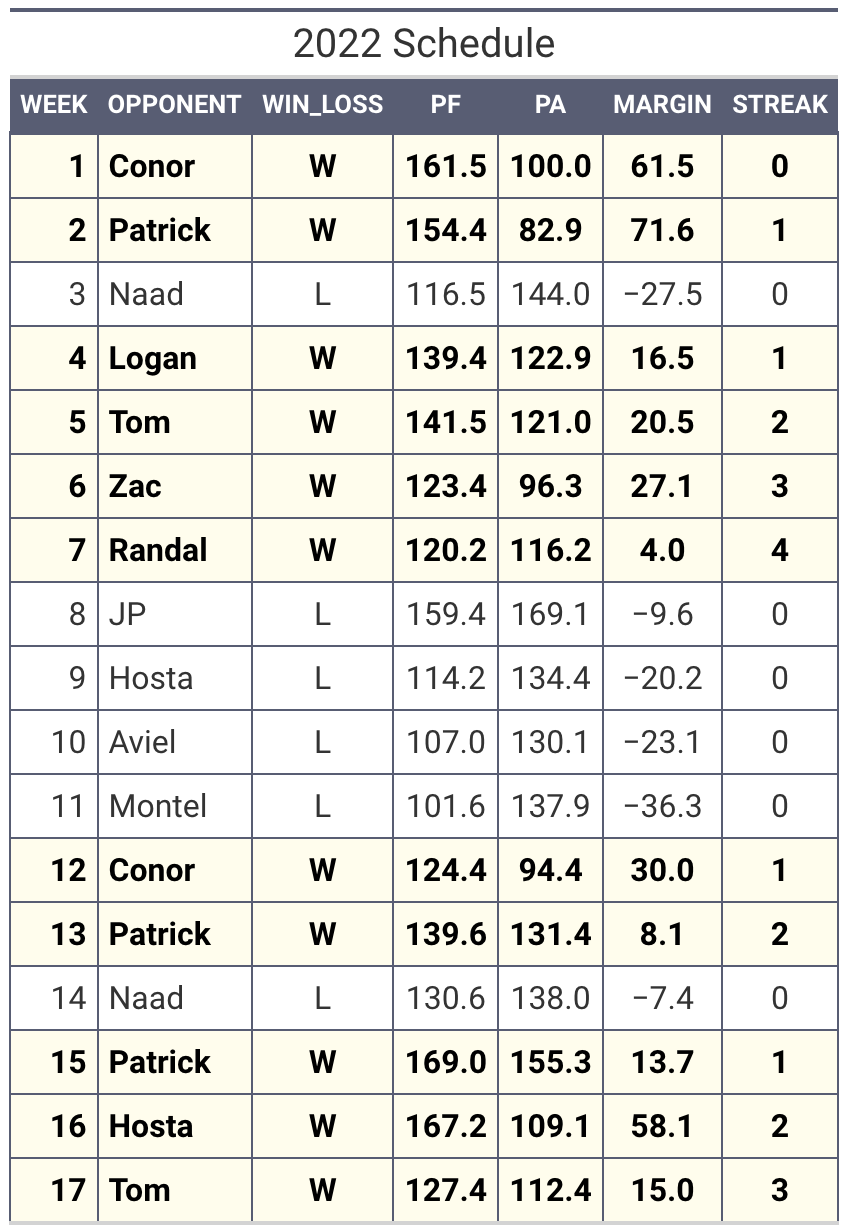 2022 Schedule
WEEK OPPONENT WIN_LOSS PF PA MARGIN STREAK
1 Conor W 161.5 100.0 61.5 0
2 Patrick W 154.4 82.9 71.6 1
3 Naad L 116.5 144.0 −27.5 0
4 Logan W 139.4 122.9 16.5 1
5 Tom W 141.5 121.0 20.5 2
6 Zac W 123.4 96.3 27.1 3
7 Randal W 120.2 116.2 4.0 4
8 JP L 159.4 169.1 −9.6 0
9 Hosta L 114.2 134.4 −20.2 0
10 Aviel L 107.0 130.1 −23.1 0
11 Montel L 101.6 137.9 −36.3 0
12 Conor W 124.4 94.4 30.0 1
13 Patrick W 139.6 131.4 8.1 2
14 Naad L 130.6 138.0 −7.4 0
15 Patrick W 169.0 155.3 13.7 1
16 Hosta W 167.2 109.1 58.1 2
17 Tom W 127.4 112.4 15.0 3